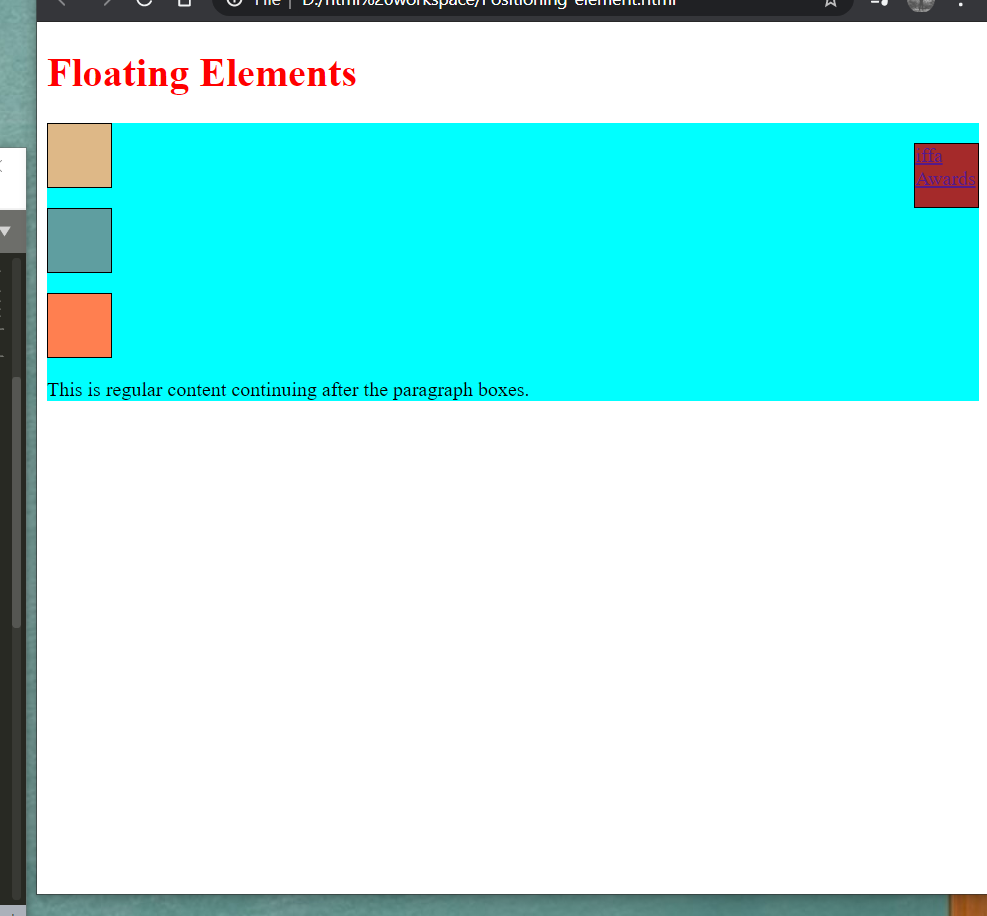 File | D:/html%20workspace/Positioning-element.html
Floating Elements
iffa
Awards
This is regular content continuing after the paragraph boxes.